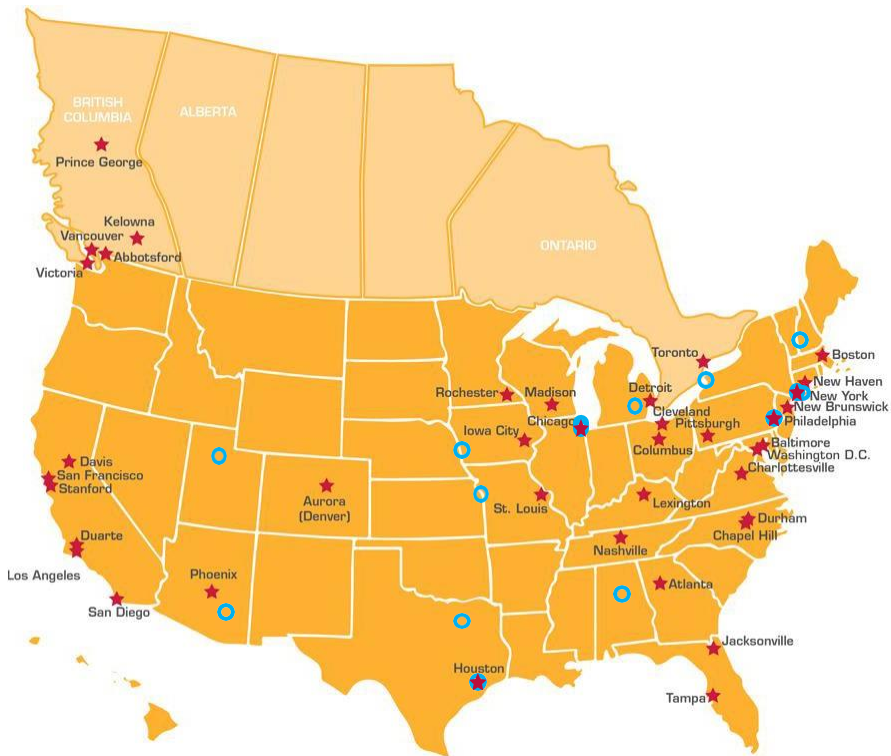 BRITISH
COLUMBIA
ALBERTA
Prince George
Kelowna
Vancouver
Abbotsford
Victoria
ONTARIO
Toronto
Boston
Detroit
New Haven
Rochester
Madison
New York
Cleveland
New Brunswick
Chicago
Pittsburgh
Philadelphia
Iowa City
Columbus
Baltimore
Washington D.C.
Davis
Charlottesville
San Francisco
Stanford
Aurora
(Denver)
St. Louis
Lexington
Durham
Duarte
Chapel Hill
Nashville
Los Angeles
Phoenix
Atlanta
San Diego
Jacksonville
Houston
Tampa